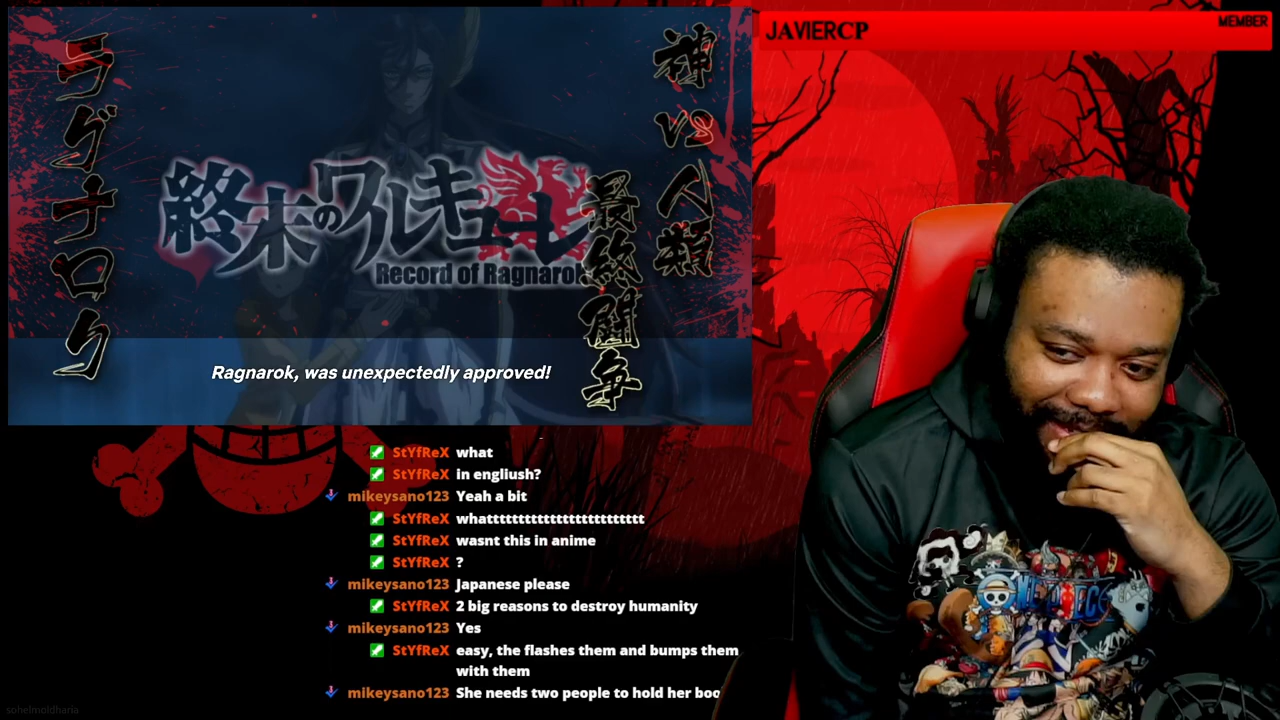 ラグナロク
神vs人類
最終闘争
終末のワルキューレ
Record of Ragnarok
Ragnarok, was unexpectedly approved!
JAVIERCP
MEMBER
StYfReX what
StYfReX in engliush?
mikeysano123 Yeah a bit
StYfReX whatttttttttttttttttttttttttt
StYfReX wasnt this in anime
StYfReX ?
mikeysano123 Japanese please
StYfReX 2 big reasons to destroy humanity
mikeysano123 Yes
StYfReX easy, the flashes them and bumps them
with them
mikeysano123 She needs two people to hold her boo
sohelmoldharia